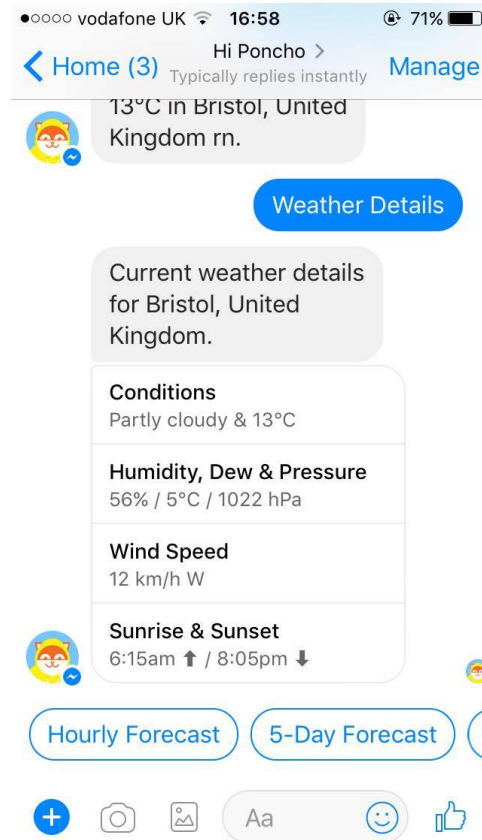 vodafone UK 16:58 71%
Home (3) Hi Poncho > Manage
Typically replies instantly
13°C in Bristol, United
Kingdom rn.
Weather Details
Current weather details
for Bristol, United
Kingdom.
Conditions
Partly cloudy & 13°C
Humidity, Dew & Pressure
56% / 5°C / 1022 hPa
Wind Speed
12 km/h W
Sunrise & Sunset
6:15am ⬆ / 8:05pm ⬇
Hourly Forecast 5-Day Forecast
Aa